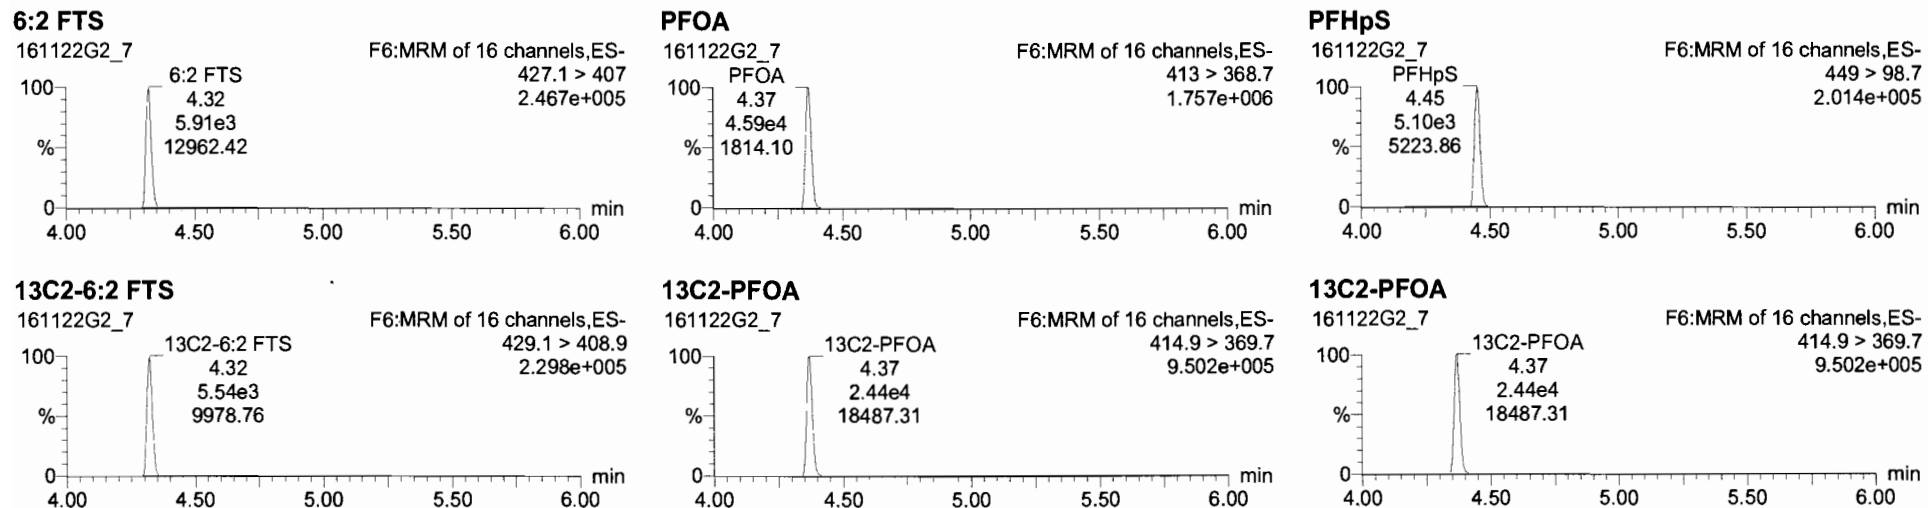 6:2 FTS
161122G2_7
F6:MRM of 16 channels,ES-
427.1 > 407
2.467e+005
6:2 FTS
4.32
5.91e3
12962.42
100
%
0
min
4.00 4.50 5.00 5.50 6.00
PFOA
161122G2_7
F6:MRM of 16 channels,ES-
413 > 368.7
1.757e+006
PFOA
4.37
4.59e4
1814.10
100
%
0
min
4.00 4.50 5.00 5.50 6.00
PFHpS
161122G2_7
F6:MRM of 16 channels,ES-
449 > 98.7
2.014e+005
PFHpS
4.45
5.10e3
5223.86
100
%
0
min
4.00 4.50 5.00 5.50 6.00
13C2-6:2 FTS
161122G2_7
F6:MRM of 16 channels,ES-
429.1 > 408.9
2.298e+005
13C2-6:2 FTS
4.32
5.54e3
9978.76
100
%
0
min
4.00 4.50 5.00 5.50 6.00
13C2-PFOA
161122G2_7
F6:MRM of 16 channels,ES-
414.9 > 369.7
9.502e+005
13C2-PFOA
4.37
2.44e4
18487.31
100
%
0
min
4.00 4.50 5.00 5.50 6.00
13C2-PFOA
161122G2_7
F6:MRM of 16 channels,ES-
414.9 > 369.7
9.502e+005
13C2-PFOA
4.37
2.44e4
18487.31
100
%
0
min
4.00 4.50 5.00 5.50 6.00